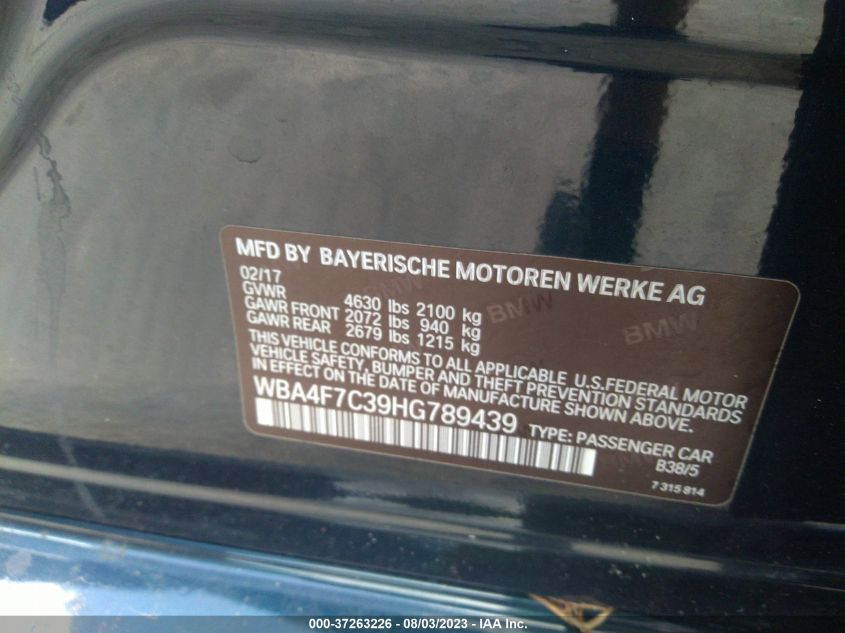 MFD BY BAYERISCHE MOTOREN WERKE AG
02/17
GVWR 4630 lbs 2100 kg
GAWR FRONT 2072 lbs 940 kg
GAWR REAR 2679 lbs 1215 kg
THIS VEHICLE CONFORMS TO ALL APPLICABLE U.S.FEDERAL MOTOR
VEHICLE SAFETY, BUMPER AND THEFT PREVENTION STANDARDS
IN EFFECT ON THE DATE OF MANUFACTURE SHOWN ABOVE.
WBA4F7C39HG789439 TYPE: PASSENGER CAR
B38/5
7 315 814
BMW
BMW
000-37263226 - 08/03/2023 - IAA Inc.